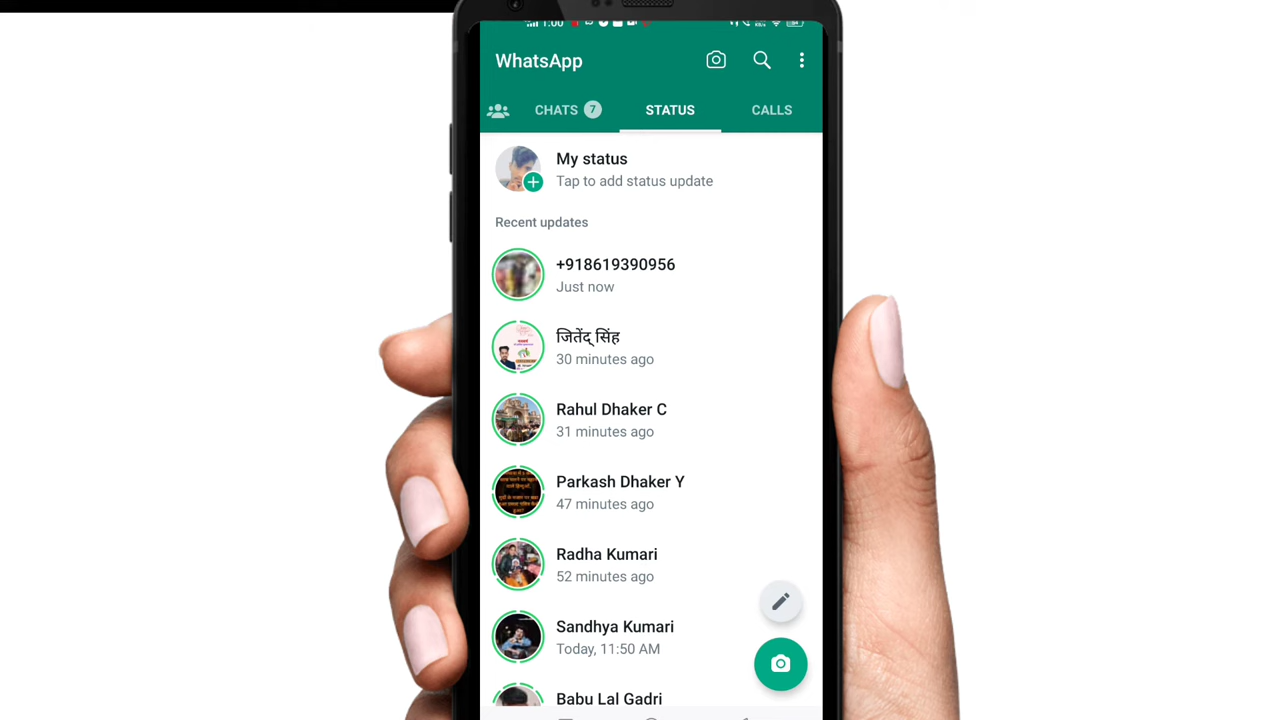 1:00
WhatsApp
CHATS 7 STATUS CALLS
My status
Tap to add status update
Recent updates
+918619390956
Just now
जितेंद् सिंह
30 minutes ago
Rahul Dhaker C
31 minutes ago
Parkash Dhaker Y
47 minutes ago
Radha Kumari
52 minutes ago
Sandhya Kumari
Today, 11:50 AM
Babu Lal Gadri